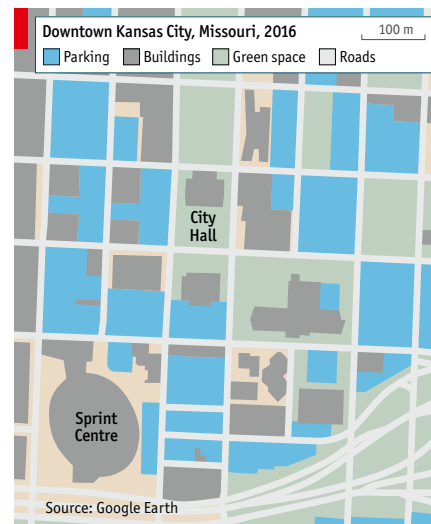 Downtown Kansas City, Missouri, 2016
100 m
Parking Buildings Green space Roads
City
Hall
Sprint
Centre
Source: Google Earth